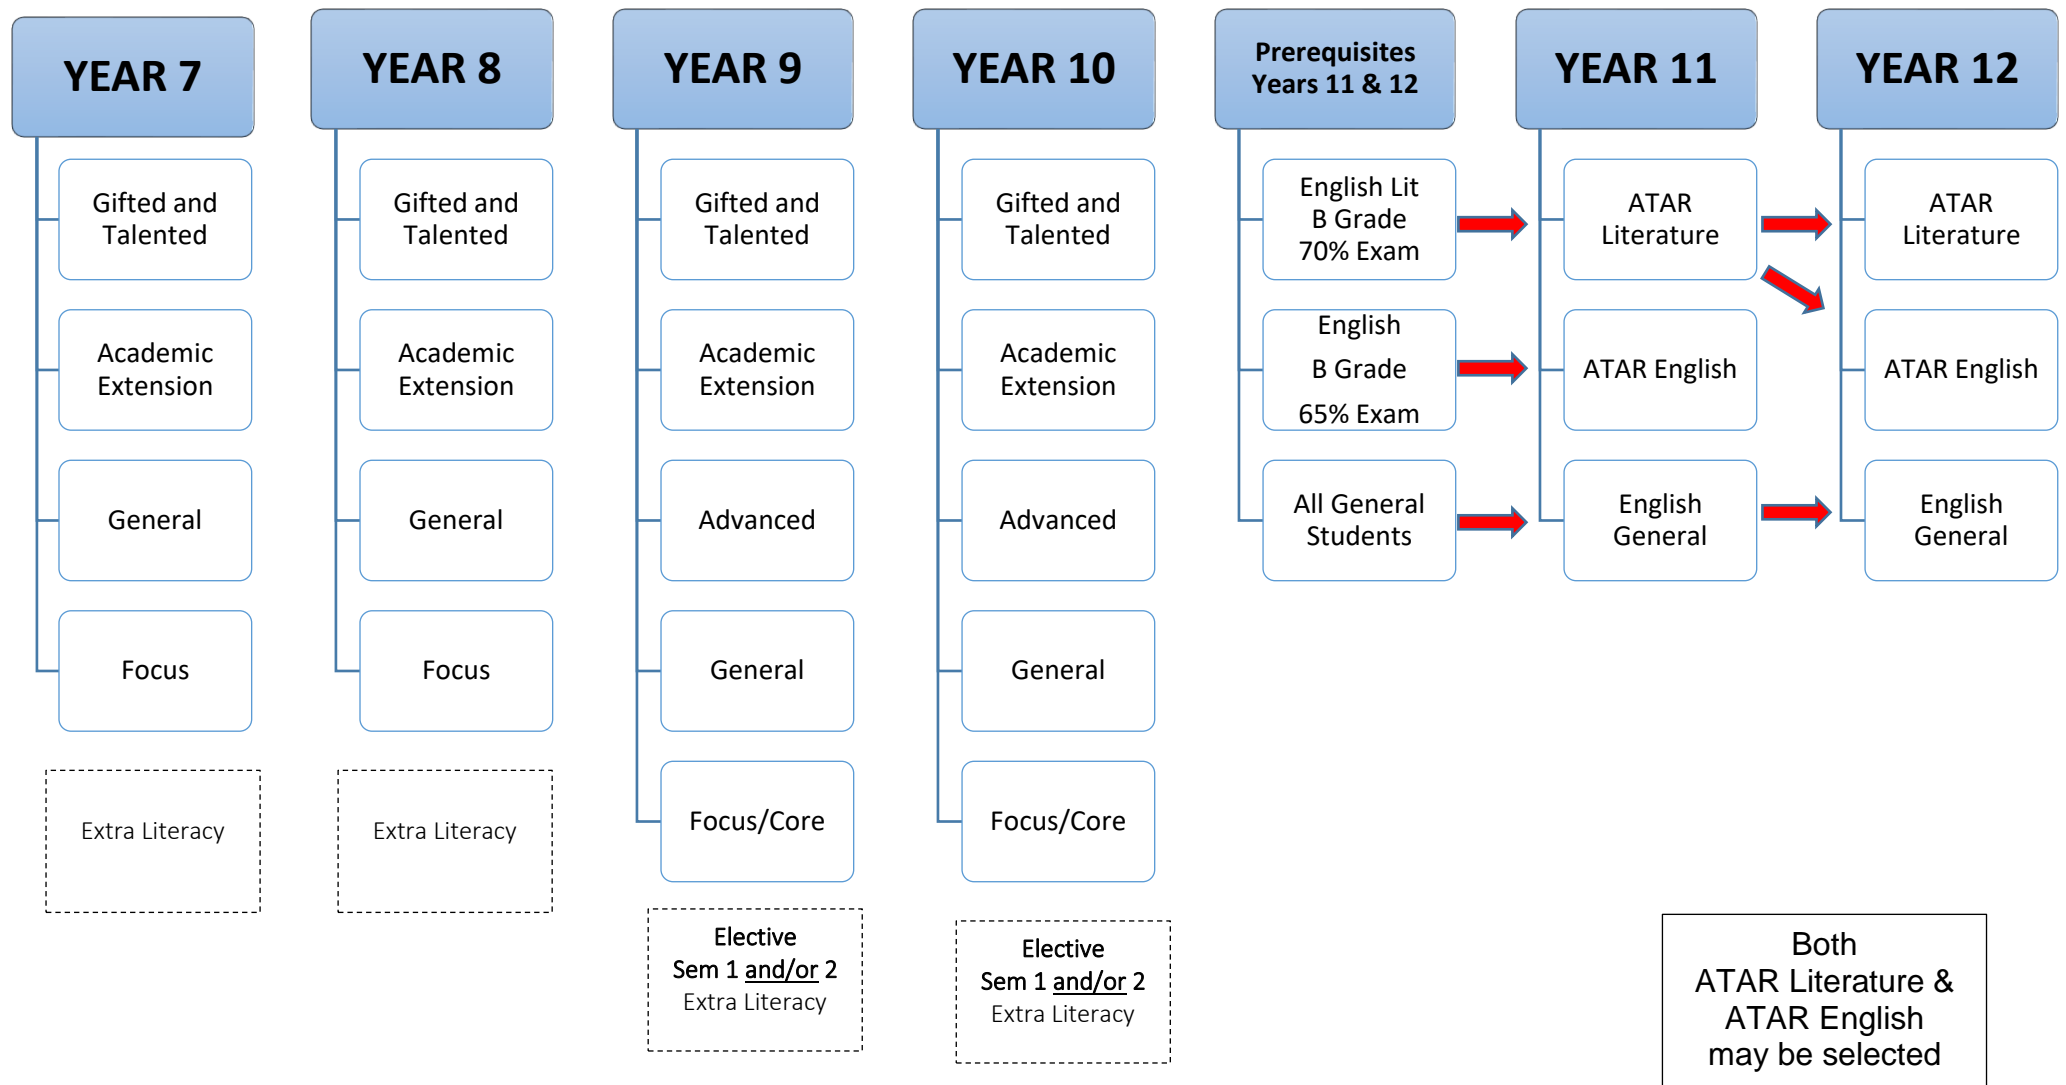 YEAR 7
Gifted and
Talented
Academic
Extension
General
Focus
Extra Literacy
YEAR 8
Gifted and
Talented
Academic
Extension
General
Focus
Extra Literacy
YEAR 9
Gifted and
Talented
Academic
Extension
Advanced
General
Focus/Core
Elective
Sem 1 and/or 2
Extra Literacy
YEAR 10
Gifted and
Talented
Academic
Extension
Advanced
General
Focus/Core
Elective
Sem 1 and/or 2
Extra Literacy
Prerequisites
Years 11 & 12
English Lit
B Grade
70% Exam
English
B Grade
65% Exam
All General
Students
YEAR 11
ATAR
Literature
ATAR English
English
General
YEAR 12
ATAR
Literature
ATAR English
English
General
Both
ATAR Literature &
ATAR English
may be selected